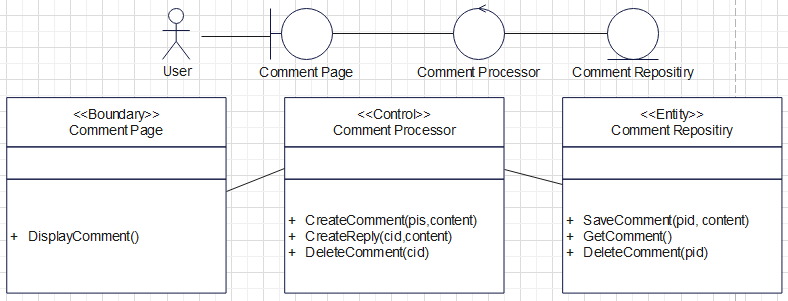 User
Comment Page
Comment Processor
Comment Repositiry
<<Boundary>>
Comment Page
+ DisplayComment()
<<Control>>
Comment Processor
+ CreateComment(pis,content)
+ CreateReply(cid,content)
+ DeleteComment(cid)
<<Entity>>
Comment Repositiry
+ SaveComment(pid, content)
+ GetComment()
+ DeleteComment(pid)